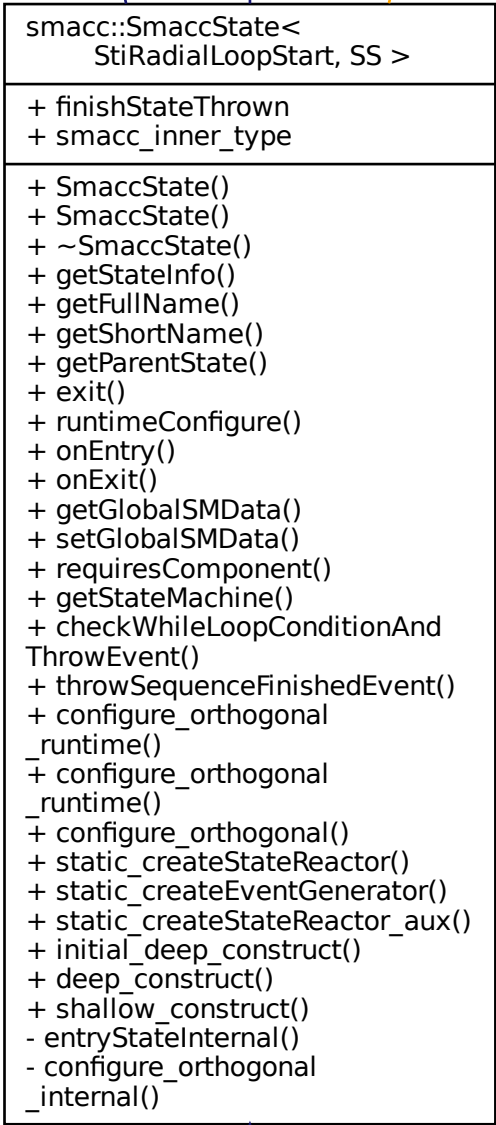 smacc::SmaccState<
StiRadialLoopStart, SS >
+ finishStateThrown
+ smacc_inner_type
+ SmaccState()
+ SmaccState()
+ ~SmaccState()
+ getStateInfo()
+ getFullName()
+ getShortName()
+ getParentState()
+ exit()
+ runtimeConfigure()
+ onEntry()
+ onExit()
+ getGlobalSMData()
+ setGlobalSMData()
+ requiresComponent()
+ getStateMachine()
+ checkWhileLoopConditionAnd
ThrowEvent()
+ throwSequenceFinishedEvent()
+ configure_orthogonal
_runtime()
+ configure_orthogonal
_runtime()
+ configure_orthogonal()
+ static_createStateReactor()
+ static_createEventGenerator()
+ static_createStateReactor_aux()
+ initial_deep_construct()
+ deep_construct()
+ shallow_construct()
- entryStateInternal()
- configure_orthogonal
_internal()